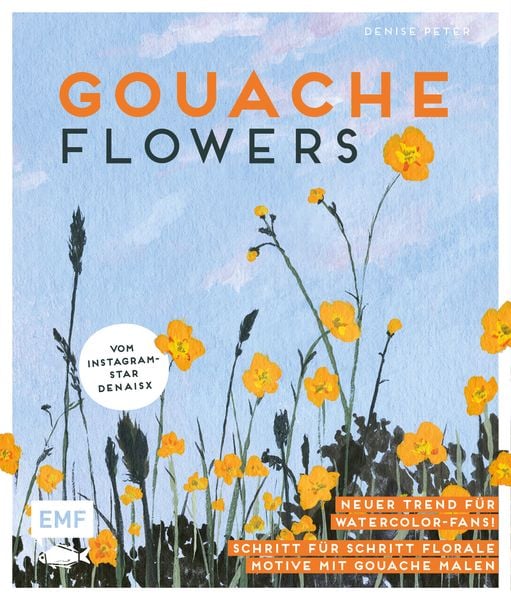 DENISE PETER
GOUACHE
FLOWERS
VOM
INSTAGRAM-
STAR
DENAISX
NEUER TREND FÜR
WATERCOLOR-FANS!
SCHRITT FÜR SCHRITT FLORALE
MOTIVE MIT GOUACHE MALEN
EMF